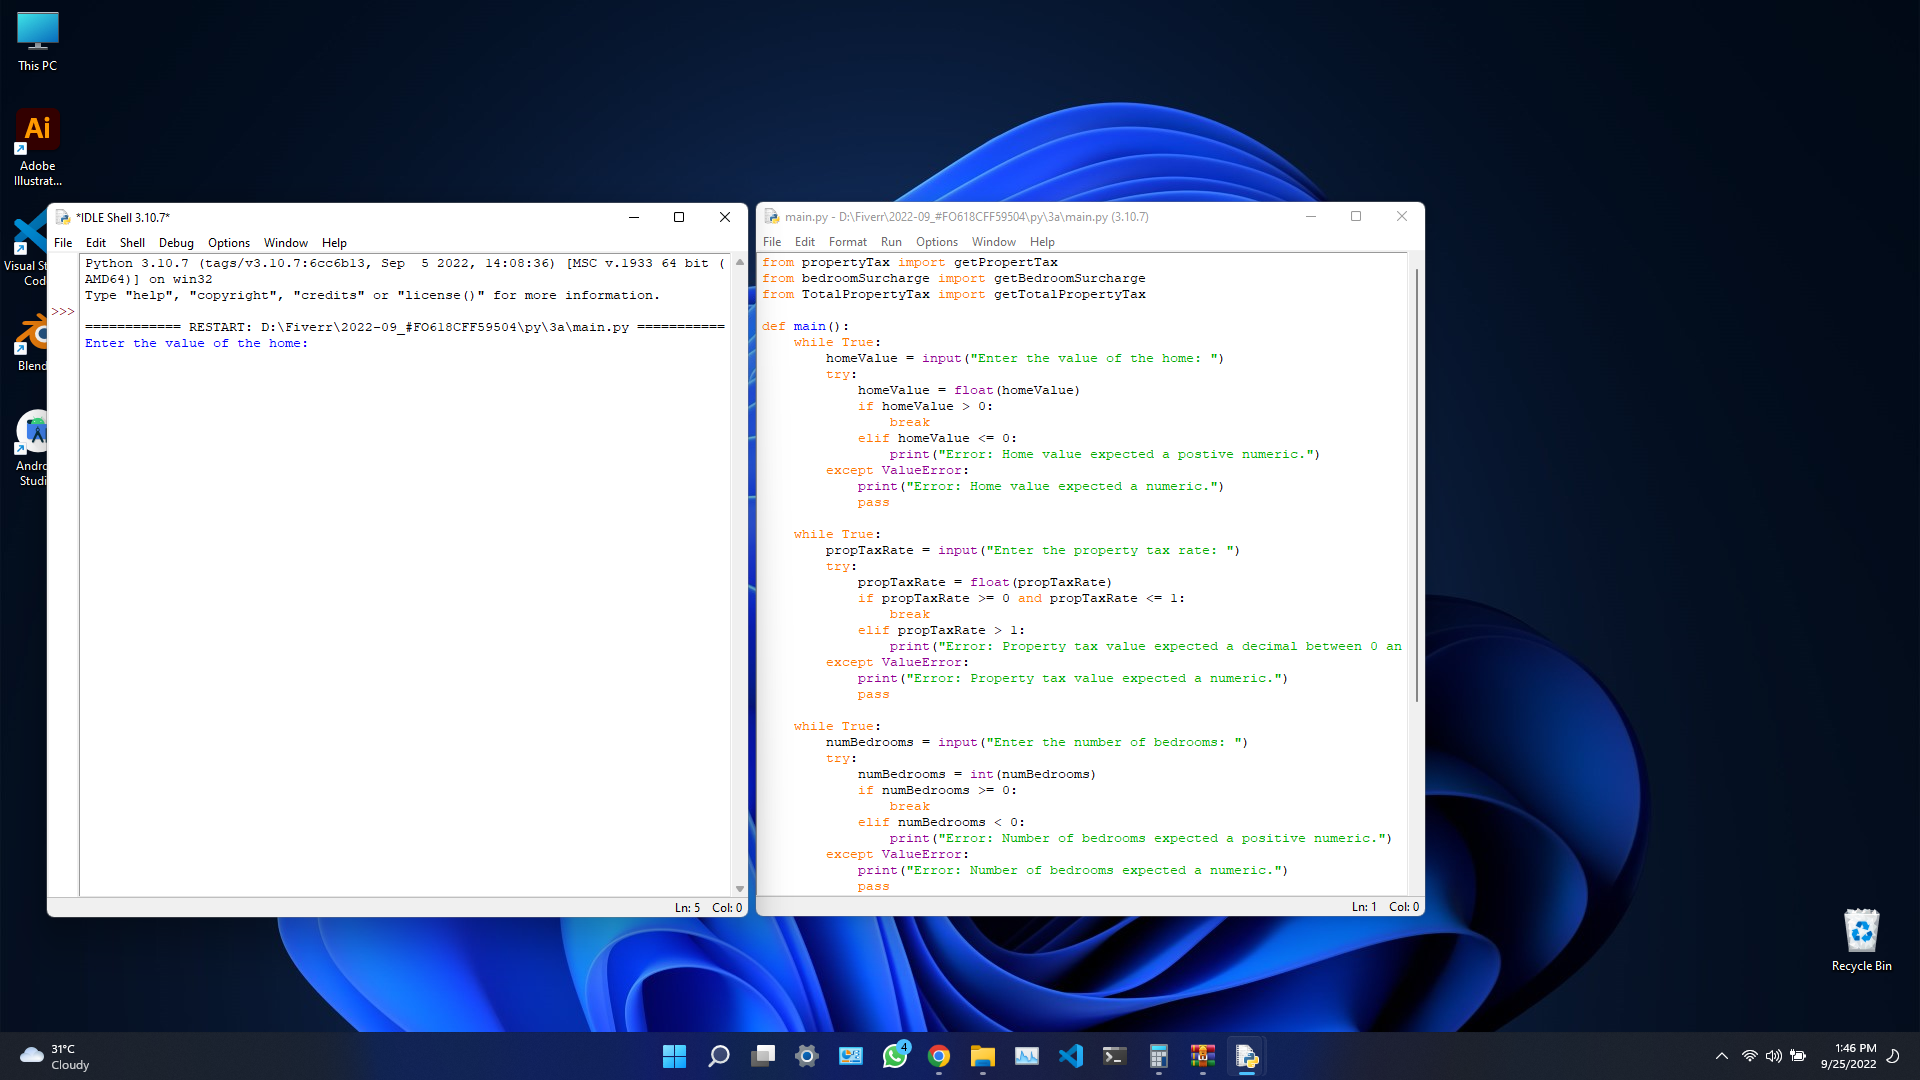 This PC
Ai
Adobe
Illustrat...
Visual St
Cod
Blend
Andro
Studi
*IDLE Shell 3.10.7*
File Edit Shell Debug Options Window Help
Python 3.10.7 (tags/v3.10.7:6cc6b13, Sep  5 2022, 14:08:36) [MSC v.1933 64 bit (
AMD64)] on win32
Type "help", "copyright", "credits" or "license()" for more information.
>>>
============ RESTART: D:\Fiverr\2022-09_#FO618CFF59504\py\3a\main.py ===========
Enter the value of the home:
Ln: 5 Col: 0
main.py - D:\Fiverr\2022-09_#FO618CFF59504\py\3a\main.py (3.10.7)
File Edit Format Run Options Window Help
from propertyTax import getPropertTax
from bedroomSurcharge import getBedroomSurcharge
from TotalPropertyTax import getTotalPropertyTax
def main():
    while True:
        homeValue = input("Enter the value of the home: ")
        try:
            homeValue = float(homeValue)
            if homeValue > 0:
                break
            elif homeValue <= 0:
                print("Error: Home value expected a postive numeric.")
        except ValueError:
            print("Error: Home value expected a numeric.")
            pass
    while True:
        propTaxRate = input("Enter the property tax rate: ")
        try:
            propTaxRate = float(propTaxRate)
            if propTaxRate >= 0 and propTaxRate <= 1:
                break
            elif propTaxRate > 1:
                print("Error: Property tax value expected a decimal between 0 an
        except ValueError:
            print("Error: Property tax value expected a numeric.")
            pass
    while True:
        numBedrooms = input("Enter the number of bedrooms: ")
        try:
            numBedrooms = int(numBedrooms)
            if numBedrooms >= 0:
                break
            elif numBedrooms < 0:
                print("Error: Number of bedrooms expected a positive numeric.")
        except ValueError:
            print("Error: Number of bedrooms expected a numeric.")
            pass
Ln: 1 Col: 0
Recycle Bin
31°C
Cloudy
4
1:46 PM
9/25/2022